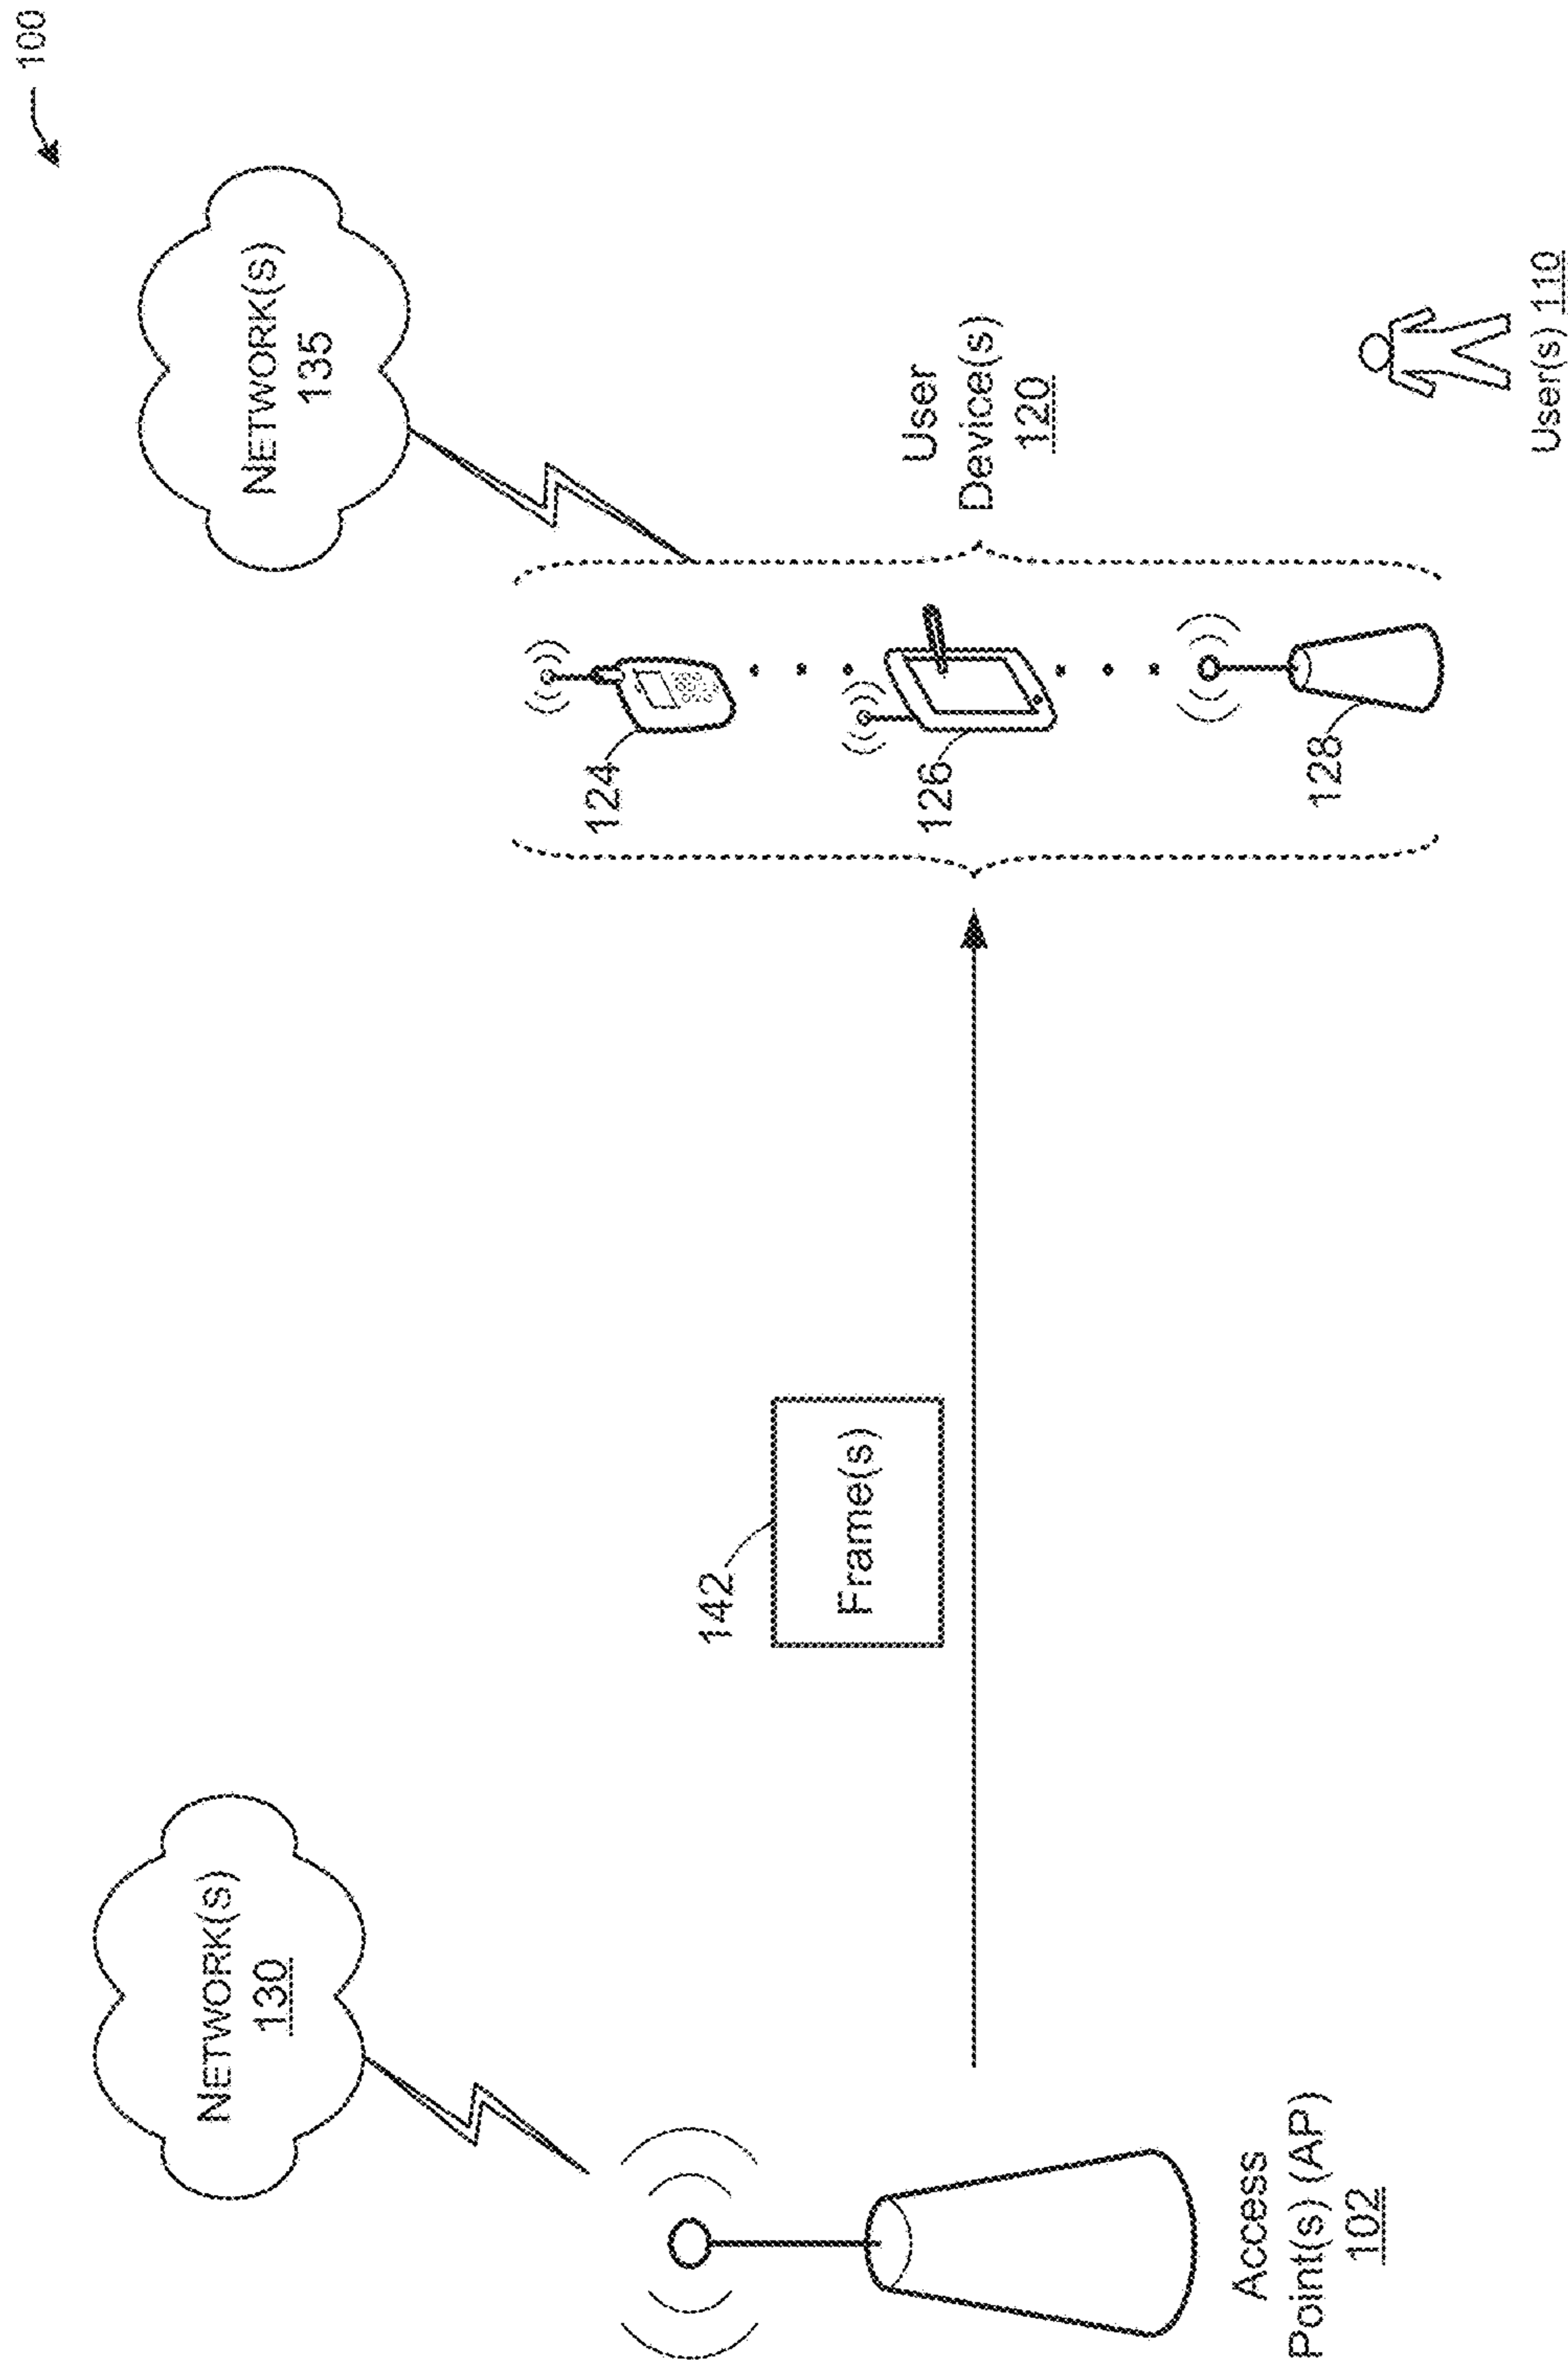 100
NETWORK(S)
130
NETWORK(S)
135
142
Frame(s)
124
126
128
User
Device(s)
120
Access
Point(s) (AP)
102
User(s) 110